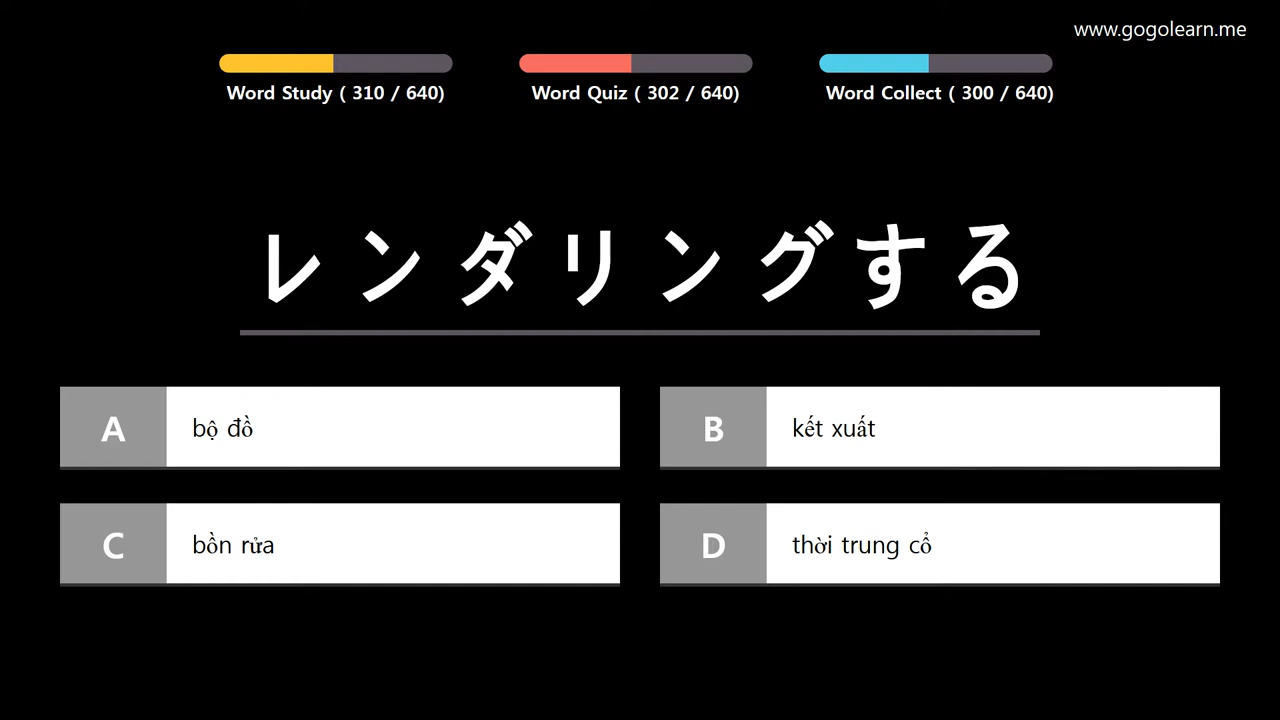 www.gogolearn.me
Word Study ( 310 / 640)
Word Quiz ( 302 / 640)
Word Collect ( 300 / 640)
レンダリングする
A bộ đồ
B kết xuất
C bồn rửa
D thời trung cổ